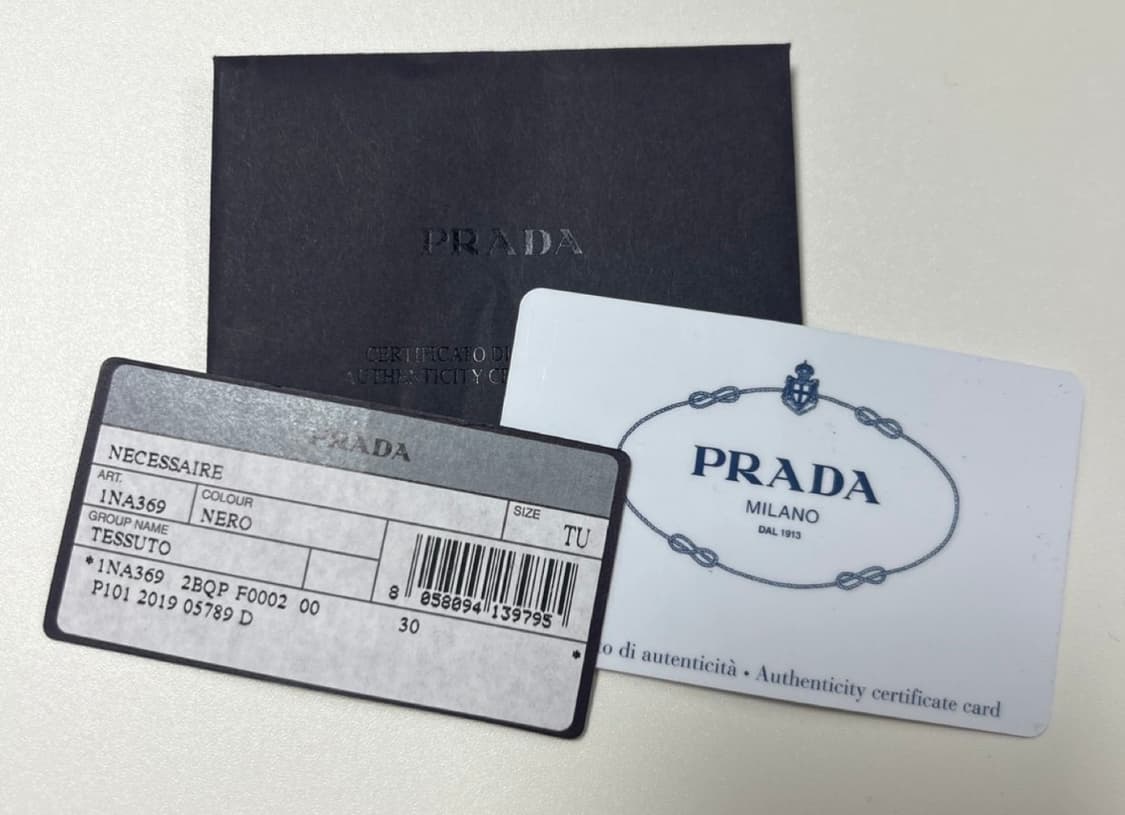 PRADA
CERTIFICATO DI
AUTHENTICITY
PRADA
NECESSAIRE
ART.
1NA369
COLOUR
NERO
SIZE
TU
GROUP NAME
TESSUTO
*1NA369 2BQP F0002 00
P101 2019 05789 D
30
8 058094 139795
*
PRADA
MILANO
DAL 1913
di autenticità • Authenticity certificate card